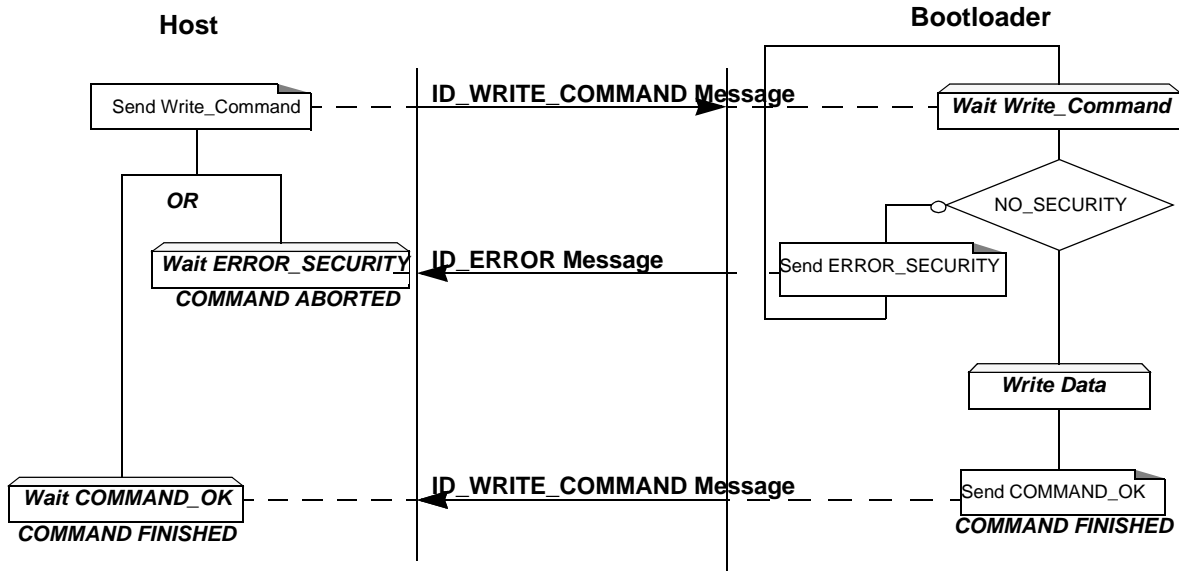 Host
Bootloader
Send Write_Command
ID_WRITE_COMMAND Message
Wait Write_Command
OR
NO_SECURITY
Wait ERROR_SECURITY
ID_ERROR Message
Send ERROR_SECURITY
COMMAND ABORTED
Write Data
Wait COMMAND_OK
ID_WRITE_COMMAND Message
Send COMMAND_OK
COMMAND FINISHED
COMMAND FINISHED